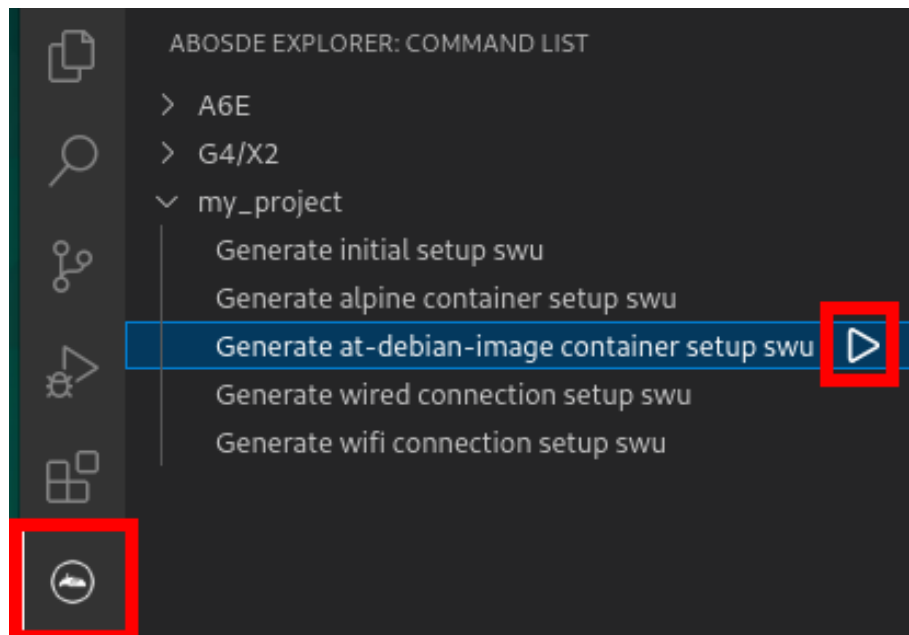 ABOSDE EXPLORER: COMMAND LIST
A6E
G4/X2
my_project
Generate initial setup swu
Generate alpine container setup swu
Generate at-debian-image container setup swu
Generate wired connection setup swu
Generate wifi connection setup swu